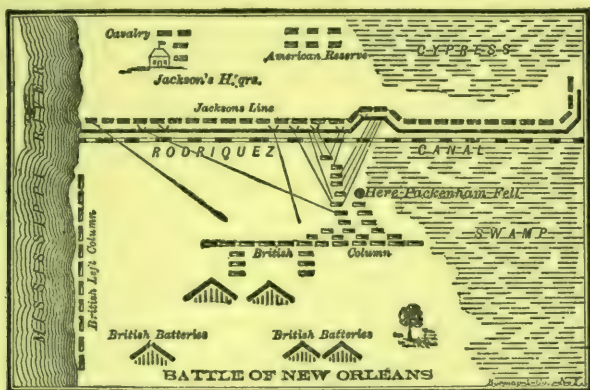 Cavalry
American Reserve
CYPRESS
Jackson's H'qrs.
Jacksons Line
MISSISSIPPI RIVER
RODRIQUEZ CANAL
Here Packenham Fell
SWAMP
British Left Column
British Column
British Batteries
British Batteries
BATTLE OF NEW ORLEANS